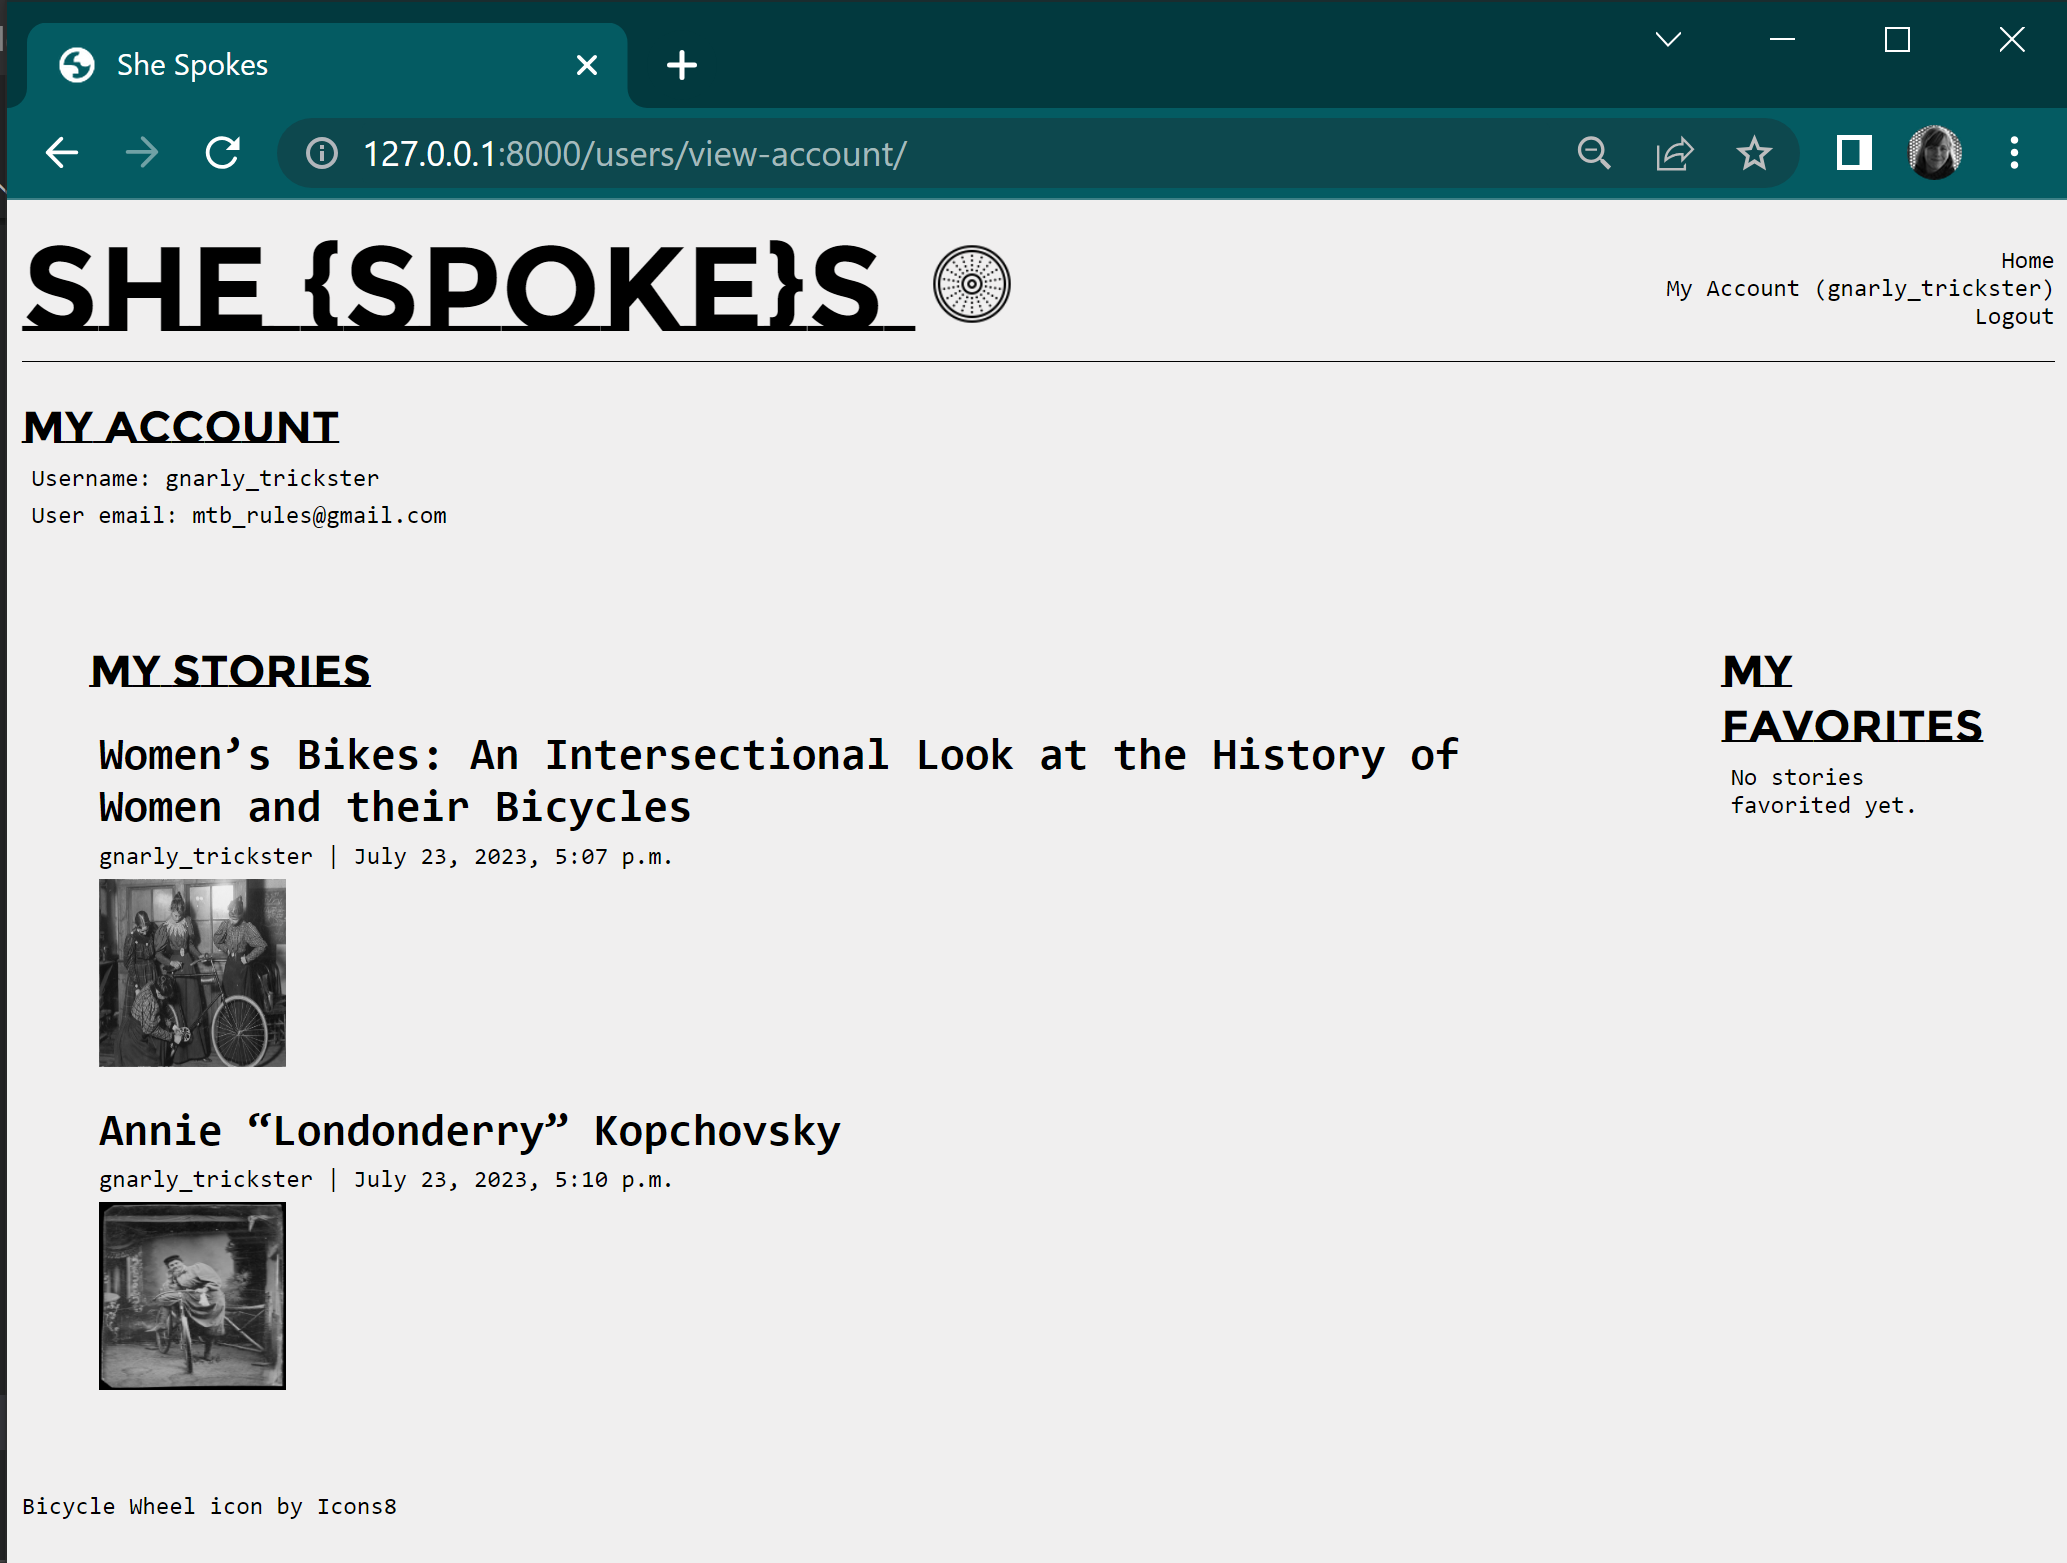 She Spokes
127.0.0.1:8000/users/view-account/
SHE {SPOKE}S
Home
My Account (gnarly_trickster)
Logout
MY ACCOUNT
Username: gnarly_trickster
User email: mtb_rules@gmail.com
MY STORIES
Women’s Bikes: An Intersectional Look at the History of
Women and their Bicycles
gnarly_trickster | July 23, 2023, 5:07 p.m.
Annie “Londonderry” Kopchovsky
gnarly_trickster | July 23, 2023, 5:10 p.m.
MY
FAVORITES
No stories
favorited yet.
Bicycle Wheel icon by Icons8